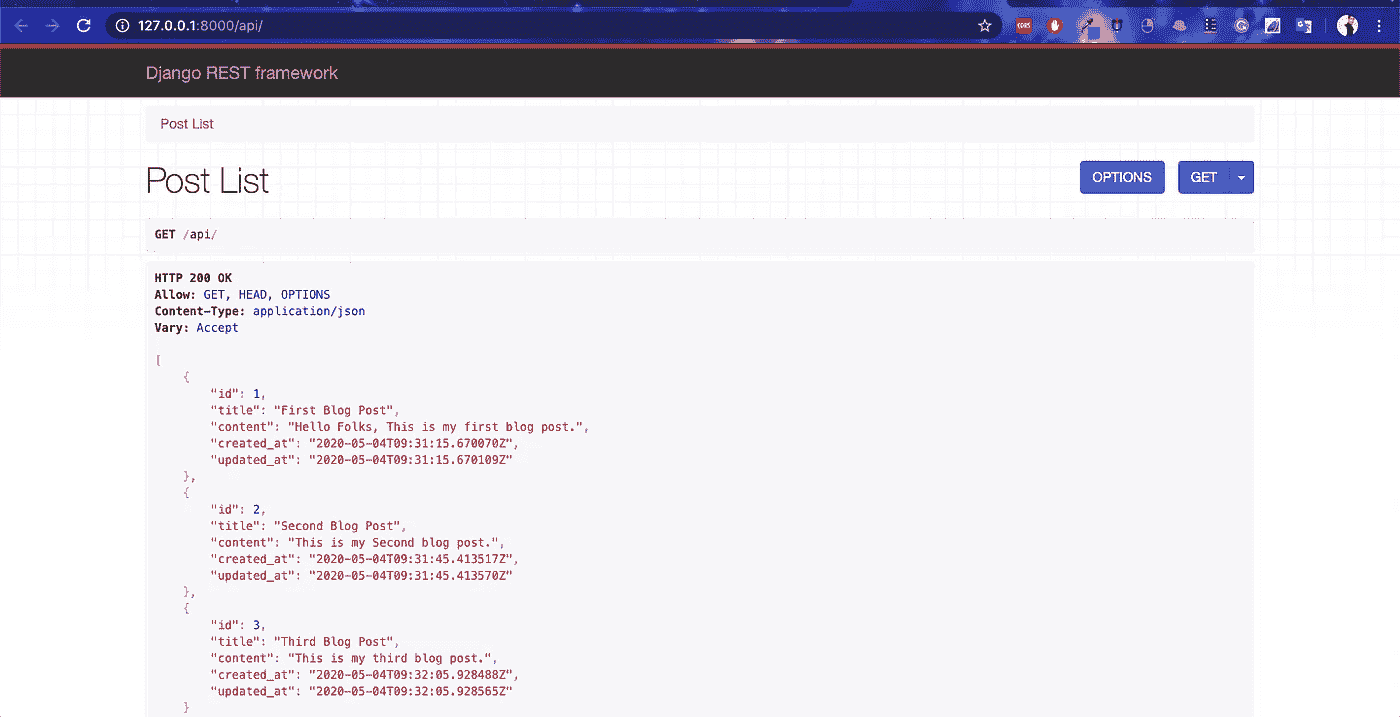 127.0.0.1:8000/api/
CORS
Django REST framework
Post List
Post List
OPTIONS
GET
GET /api/
HTTP 200 OK
Allow: GET, HEAD, OPTIONS
Content-Type: application/json
Vary: Accept
[
{
"id": 1,
"title": "First Blog Post",
"content": "Hello Folks, This is my first blog post.",
"created_at": "2020-05-04T09:31:15.670070Z",
"updated_at": "2020-05-04T09:31:15.670109Z"
},
{
"id": 2,
"title": "Second Blog Post",
"content": "This is my Second blog post.",
"created_at": "2020-05-04T09:31:45.413517Z",
"updated_at": "2020-05-04T09:31:45.413570Z"
},
{
"id": 3,
"title": "Third Blog Post",
"content": "This is my third blog post.",
"created_at": "2020-05-04T09:32:05.928488Z",
"updated_at": "2020-05-04T09:32:05.928565Z"
}